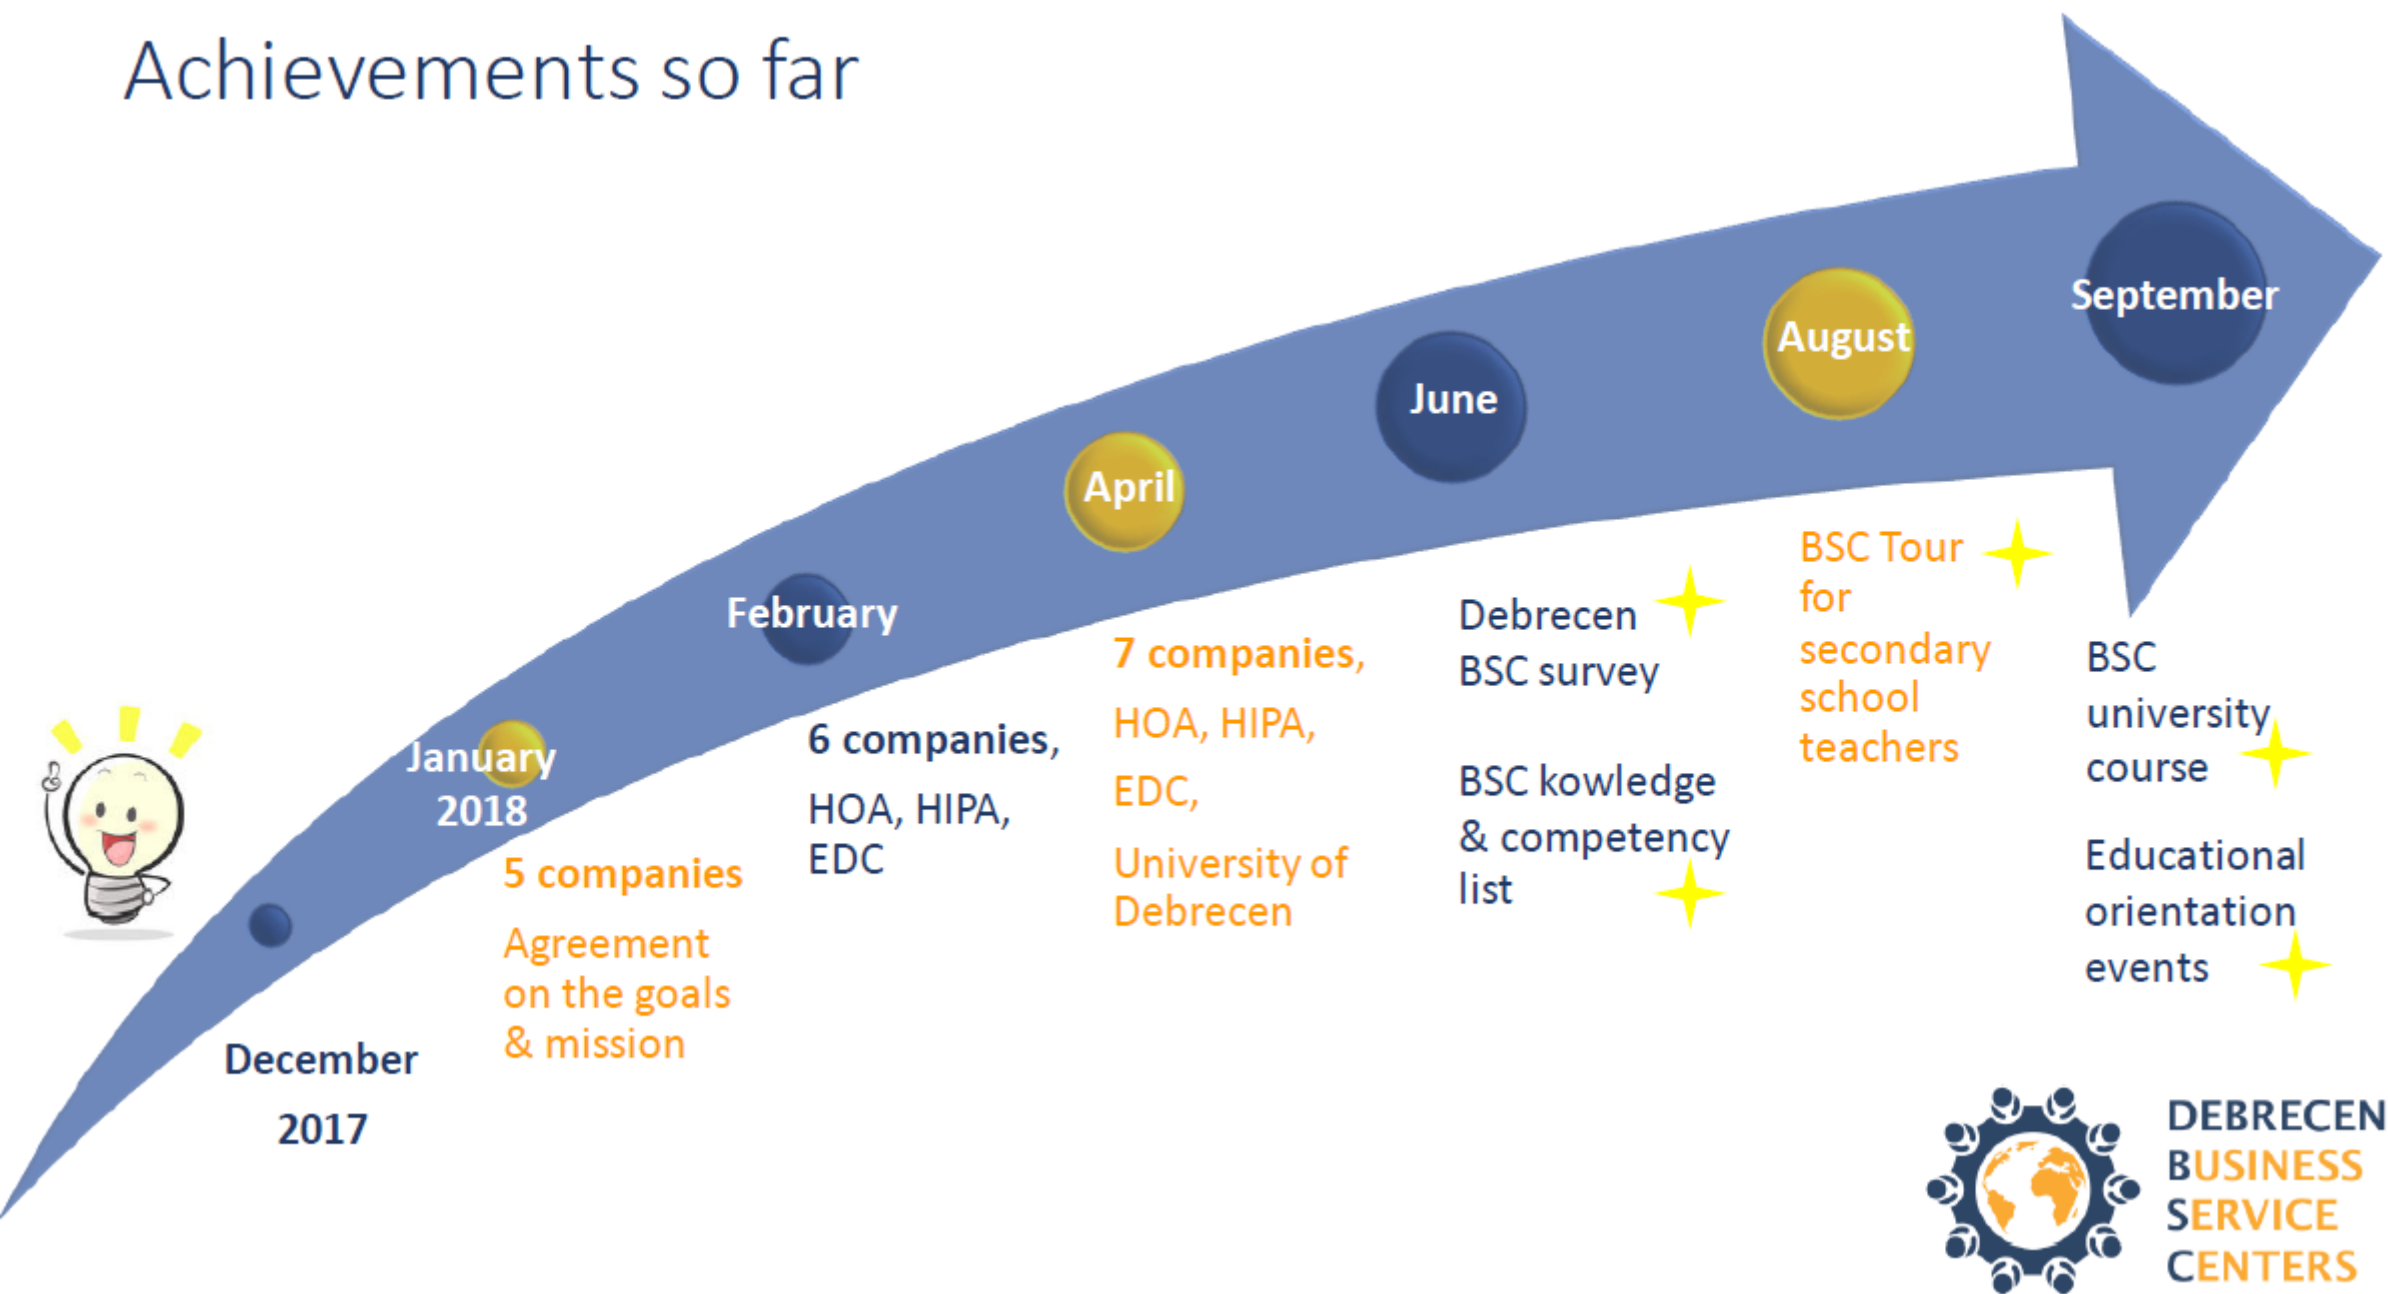 Achievements so far
December
2017
January
2018
5 companies
Agreement
on the goals
& mission
February
6 companies,
HOA, HIPA,
EDC
April
7 companies,
HOA, HIPA,
EDC,
University of
Debrecen
June
Debrecen
BSC survey
BSC kowledge
& competency
list
August
BSC Tour
for
secondary
school
teachers
September
BSC
university
course
Educational
orientation
events
DEBRECEN
BUSINESS
SERVICE
CENTERS